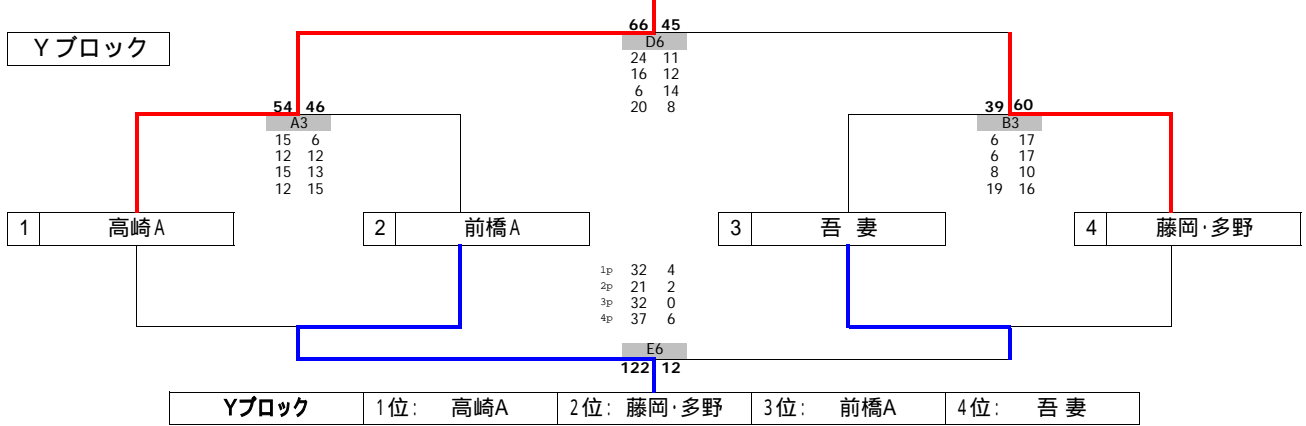 66 45
Yブロック
D6
24 11
16 12
6 14
20 8
54 46
A3
15 6
12 12
15 13
12 15
39 60
B3
6 17
6 17
8 10
19 16
1 高崎A
2 前橋A
3 吾 妻
4 藤岡・多野
1p 32 4
2p 21 2
3p 32 0
4p 37 6
E6
122 12
Yブロック 1位: 高崎A 2位: 藤岡・多野 3位: 前橋A 4位: 吾 妻